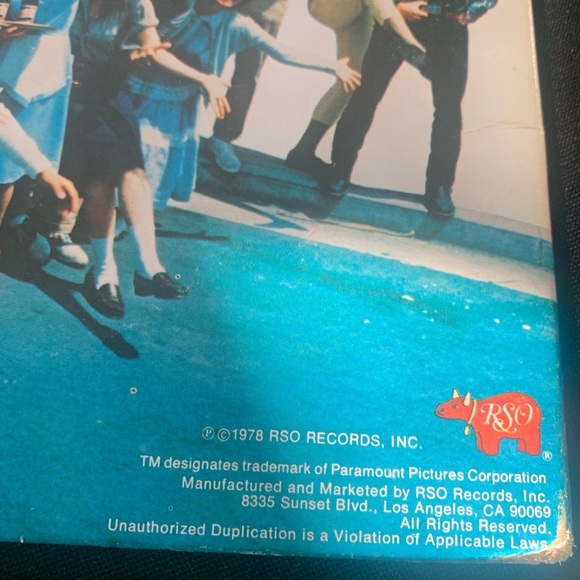 RSO
®
℗ © 1978 RSO RECORDS, INC.
TM designates trademark of Paramount Pictures Corporation
Manufactured and Marketed by RSO Records, Inc.
8335 Sunset Blvd., Los Angeles, CA 90069
All Rights Reserved.
Unauthorized Duplication is a Violation of Applicable Laws